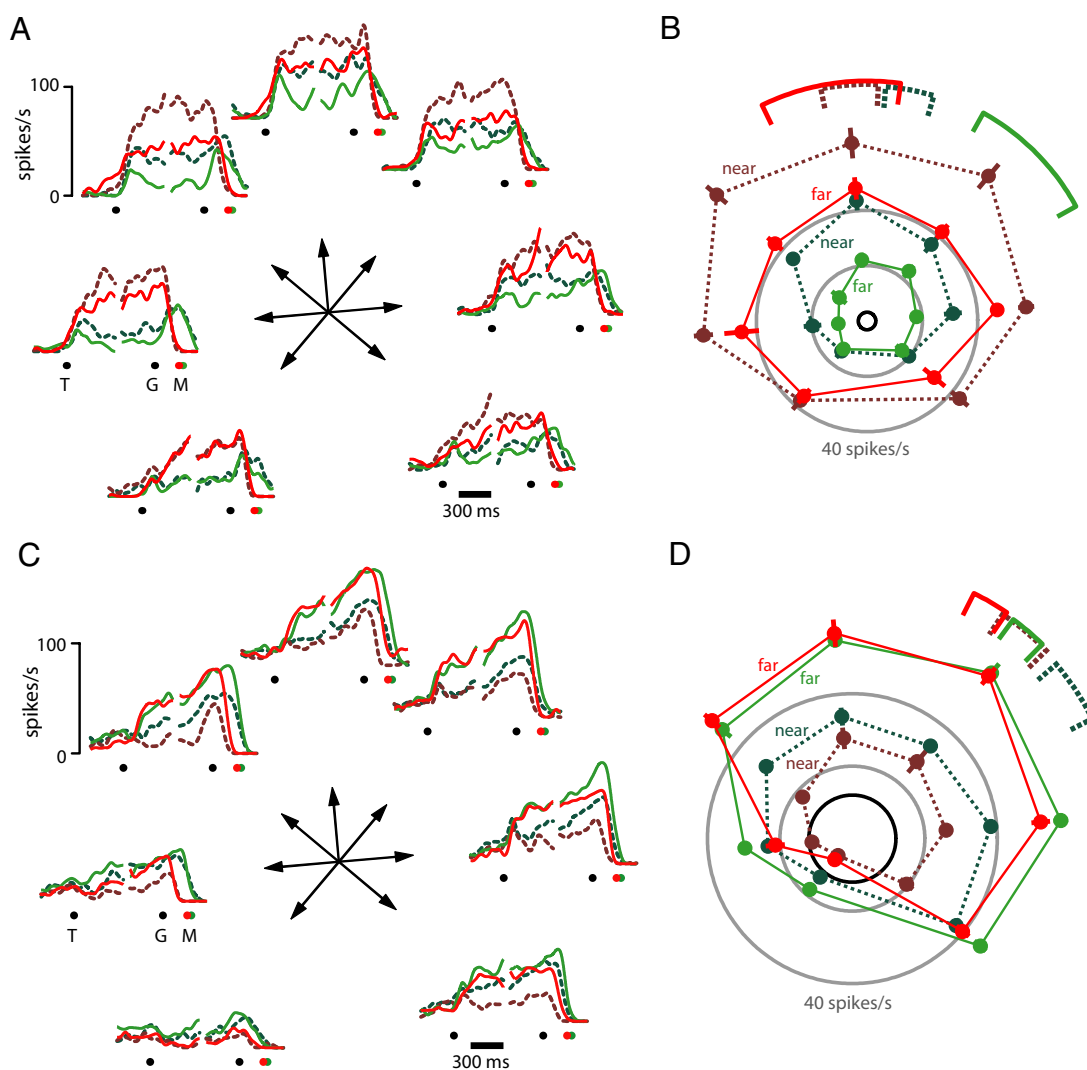 A
100
spikes/s
0
T
G
M
300 ms
B
near
far
near
far
40 spikes/s
C
100
spikes/s
0
T
G
M
300 ms
D
far
far
near
near
40 spikes/s